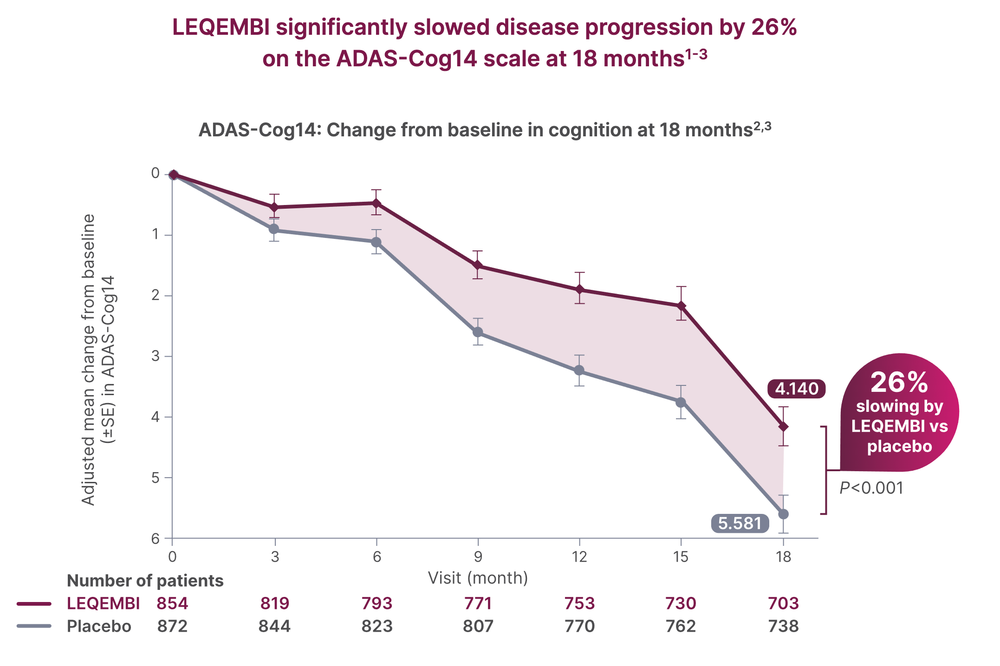 LEQEMBI significantly slowed disease progression by 26%
on the ADAS-Cog14 scale at 18 months¹⁻³
ADAS-Cog14: Change from baseline in cognition at 18 months²,³
Adjusted mean change from baseline
(±SE) in ADAS-Cog14
0
1
2
3
4
5
6
4.140
5.581
26%
slowing by
LEQEMBI vs
placebo
P<0.001
0 3 6 9 12 15 18
Visit (month)
Number of patients
LEQEMBI 854 819 793 771 753 730 703
Placebo 872 844 823 807 770 762 738